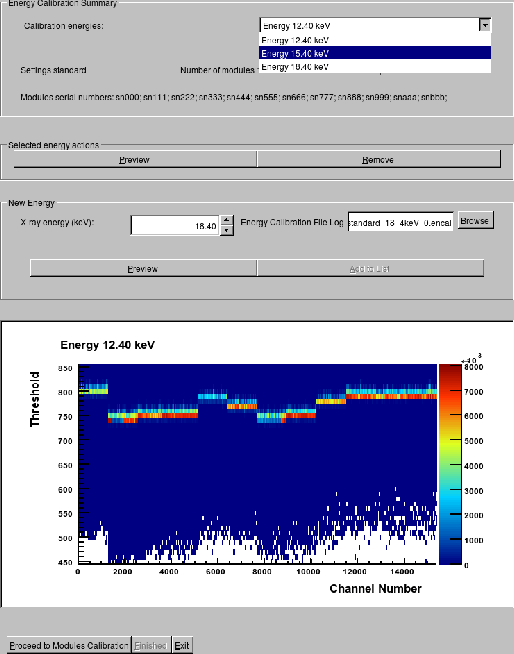 Energy Calibration Summary
Calibration energies:
Energy 12.40 keV
Energy 12.40 keV
Energy 15.40 keV
Energy 18.40 keV
Settings standard
Number of modules
Modules serial numbers: sn000; sn111; sn222; sn333; sn444; sn555; sn666; sn777; sn888; sn999; snaaa; snbbb;
Selected energy actions
Preview
Remove
New Energy
X-ray energy (keV):
18.40
Energy Calibration File Log
standard_18_4keV_0.encal
Browse
Preview
Add to List
Energy 12.40 keV
Threshold
850
800
750
700
650
600
550
500
450
0
2000
4000
6000
8000
10000
12000
14000
Channel Number
8000
7000
6000
5000
4000
3000
2000
1000
0
Proceed to Modules Calibration
Finished
Exit